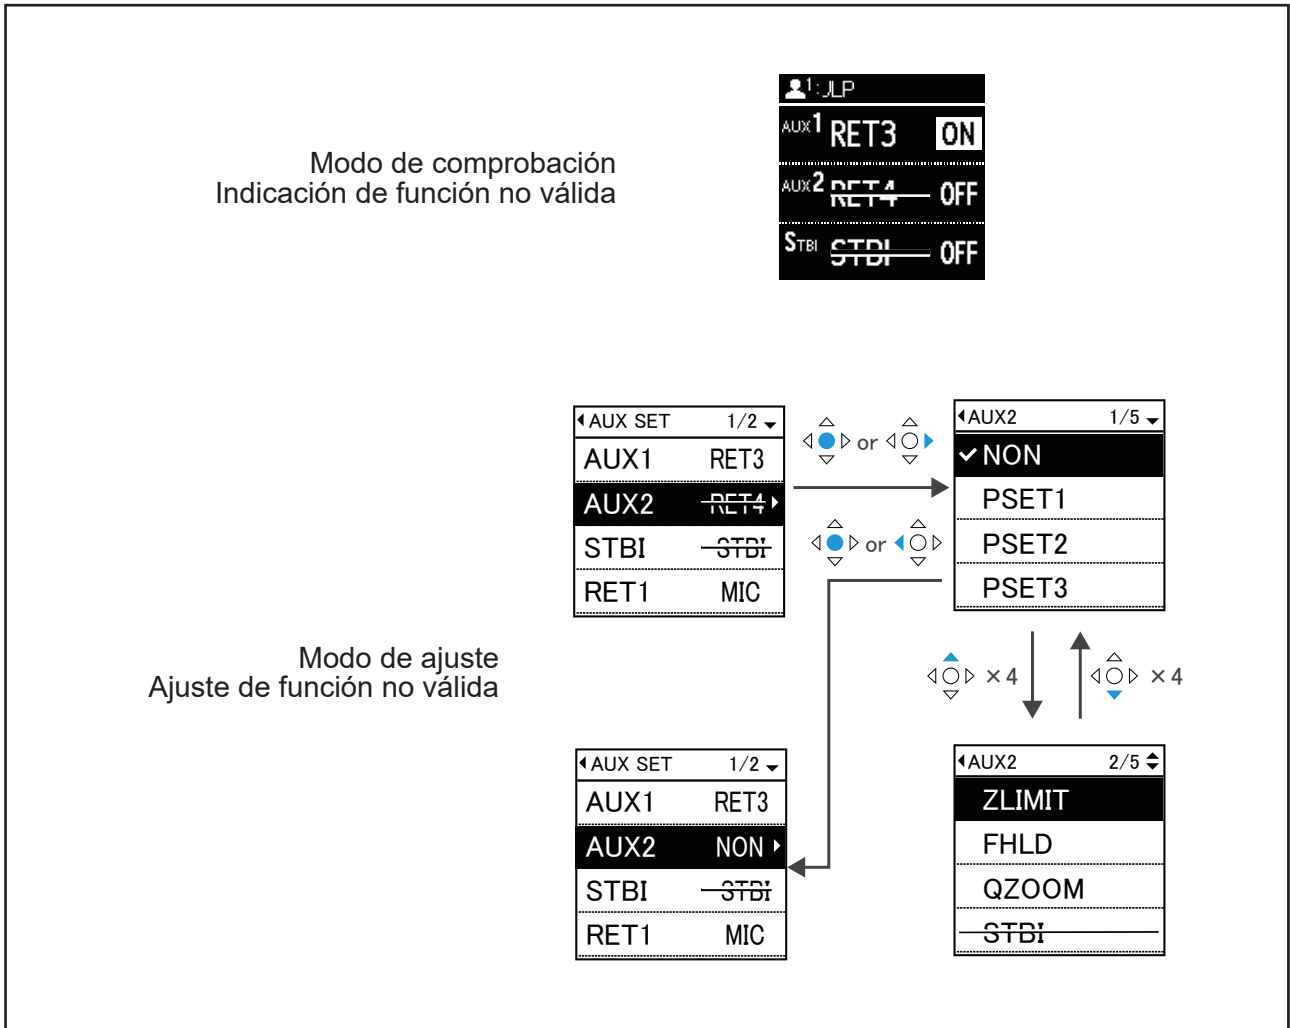 1:JLP
AUX1 RET3 ON
AUX2 RET4 OFF
STBI STBI OFF
Modo de comprobación
Indicación de función no válida
AUX SET 1/2
AUX1 RET3
AUX2 RET4
STBI STBI
RET1 MIC
or
or
AUX2 1/5
NON
PSET1
PSET2
PSET3
Modo de ajuste
Ajuste de función no válida
×4
×4
AUX SET 1/2
AUX1 RET3
AUX2 NON
STBI STBI
RET1 MIC
AUX2 2/5
ZLIMIT
FHLD
QZOOM
STBI